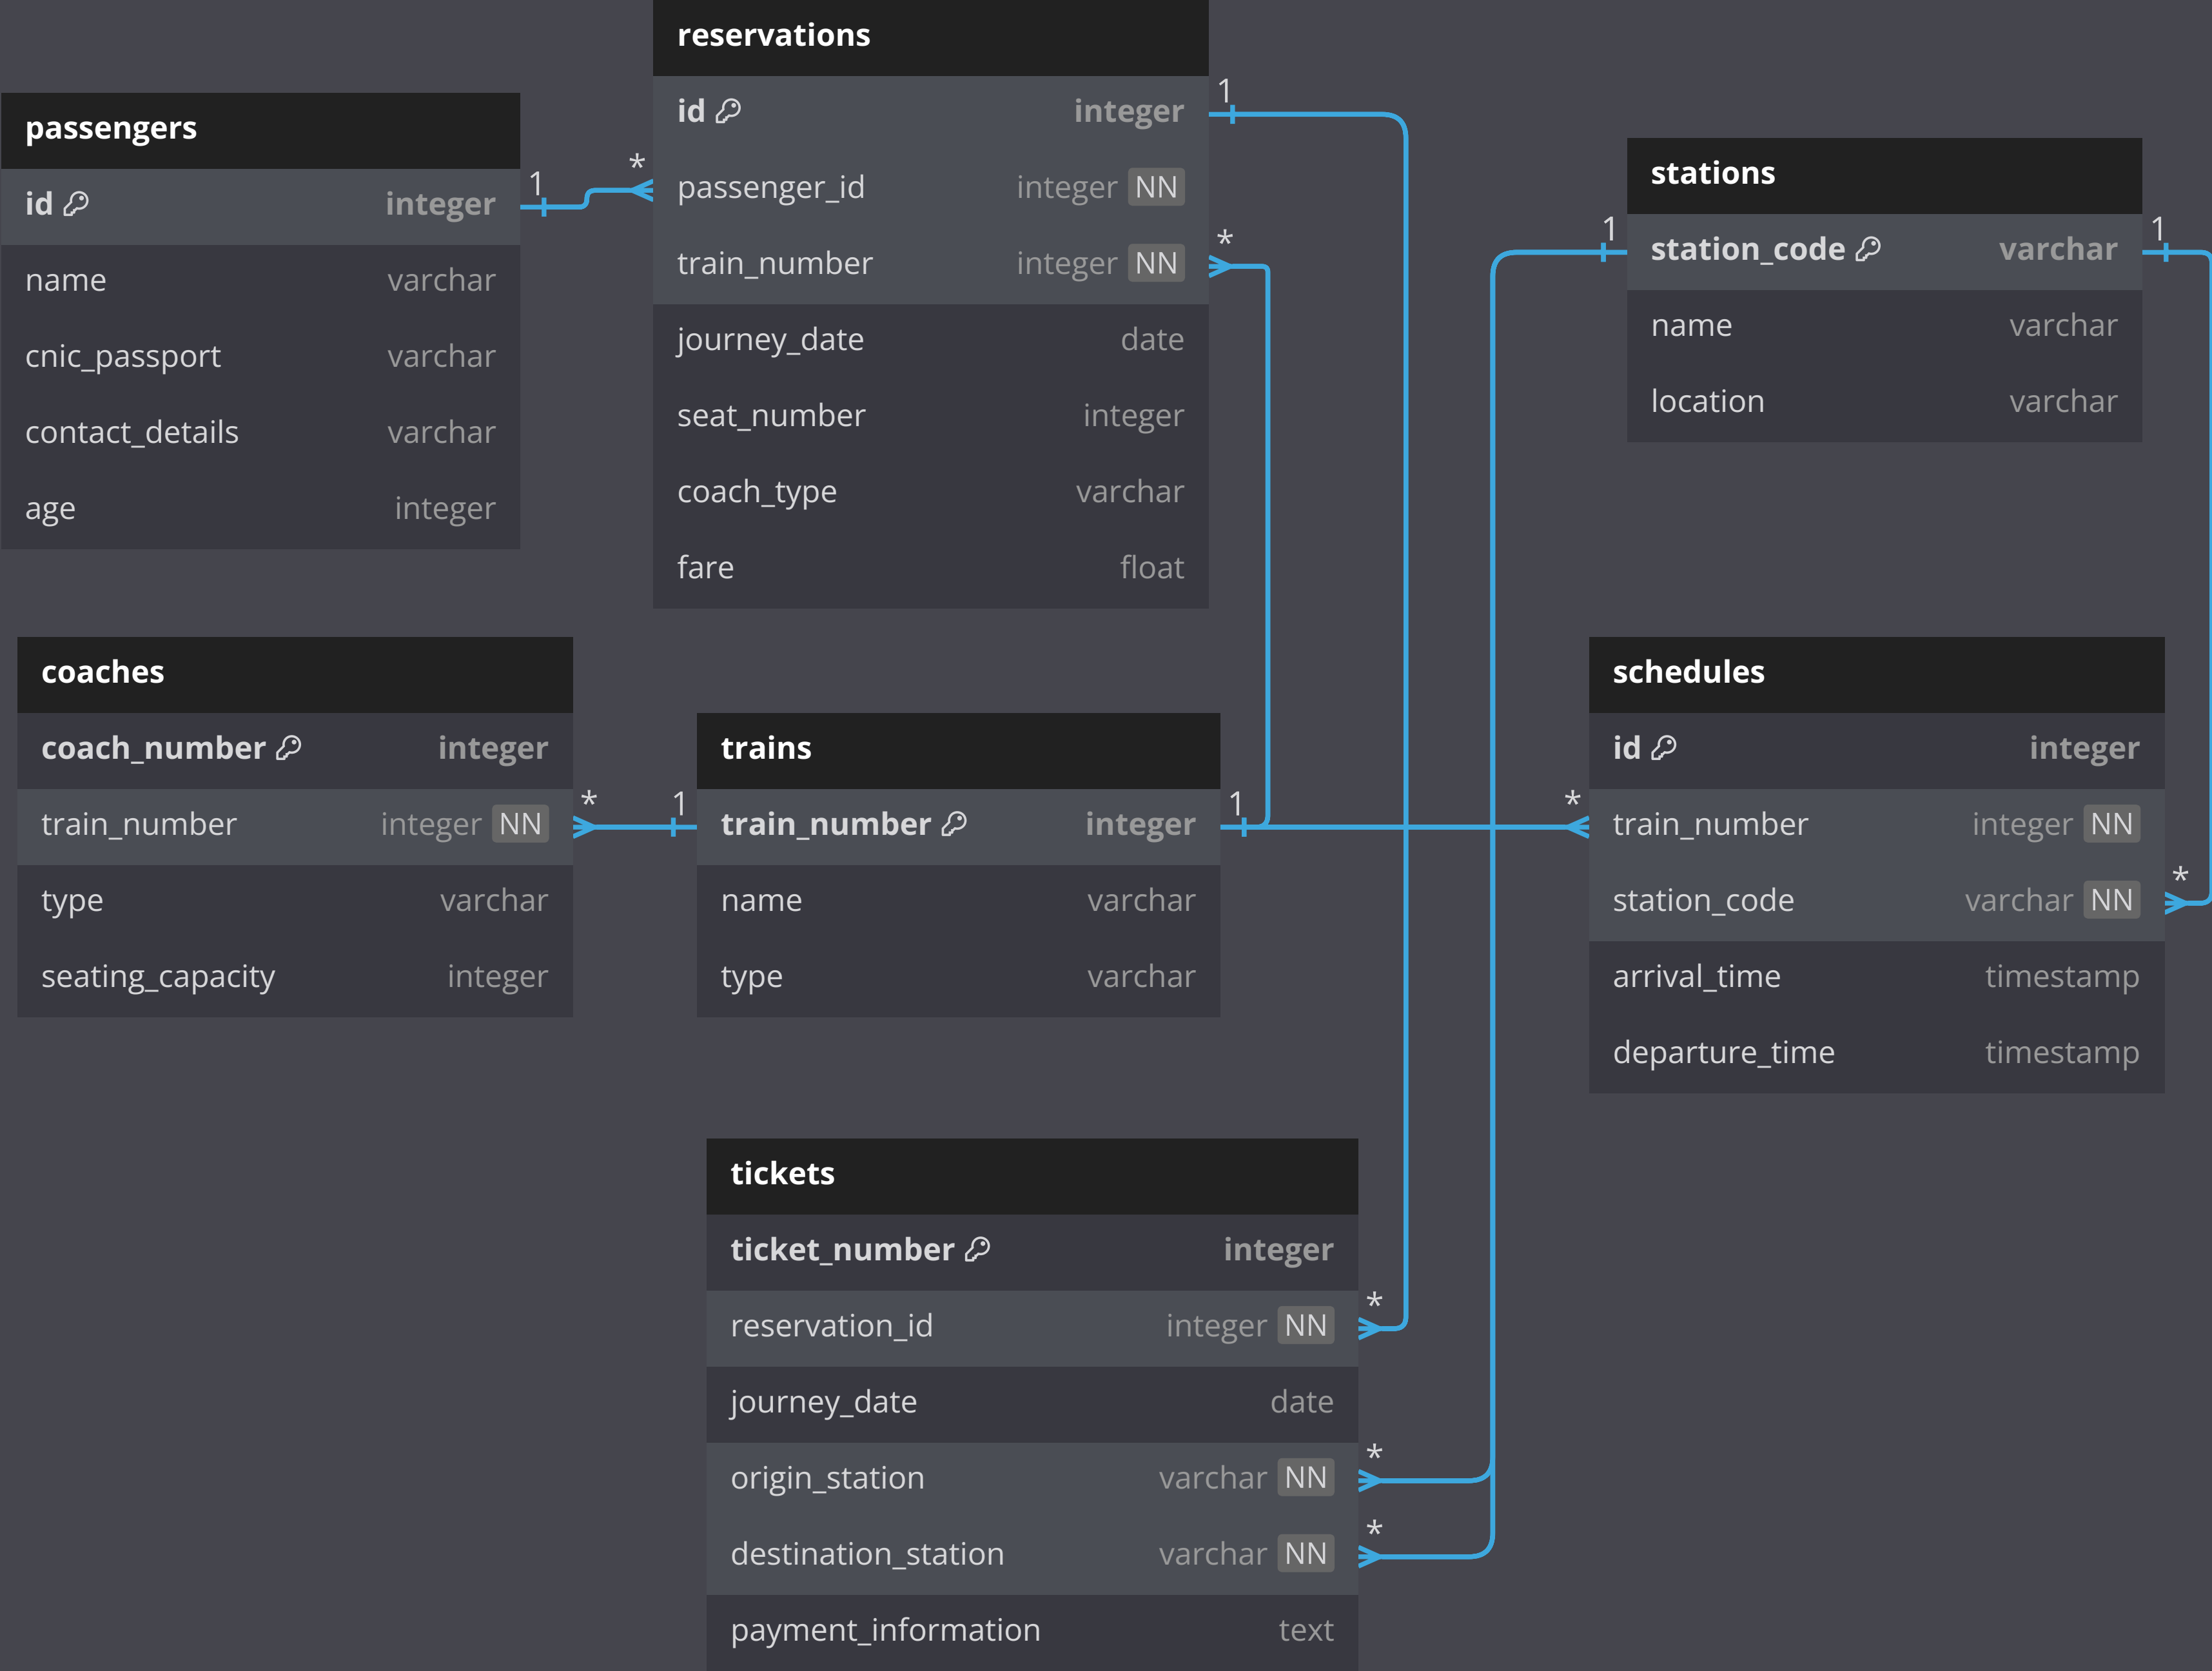 reservations
id integer
passenger_id integer NN
train_number integer NN
journey_date date
seat_number integer
coach_type varchar
fare float
passengers
id integer
name varchar
cnic_passport varchar
contact_details varchar
age integer
1
*
1
*
stations
station_code varchar
name varchar
location varchar
1
1
coaches
coach_number integer
train_number integer NN
type varchar
seating_capacity integer
*
1
trains
train_number integer
name varchar
type varchar
1
*
schedules
id integer
train_number integer NN
station_code varchar NN
arrival_time timestamp
departure_time timestamp
*
tickets
ticket_number integer
reservation_id integer NN
journey_date date
origin_station varchar NN
destination_station varchar NN
payment_information text
*
*
*